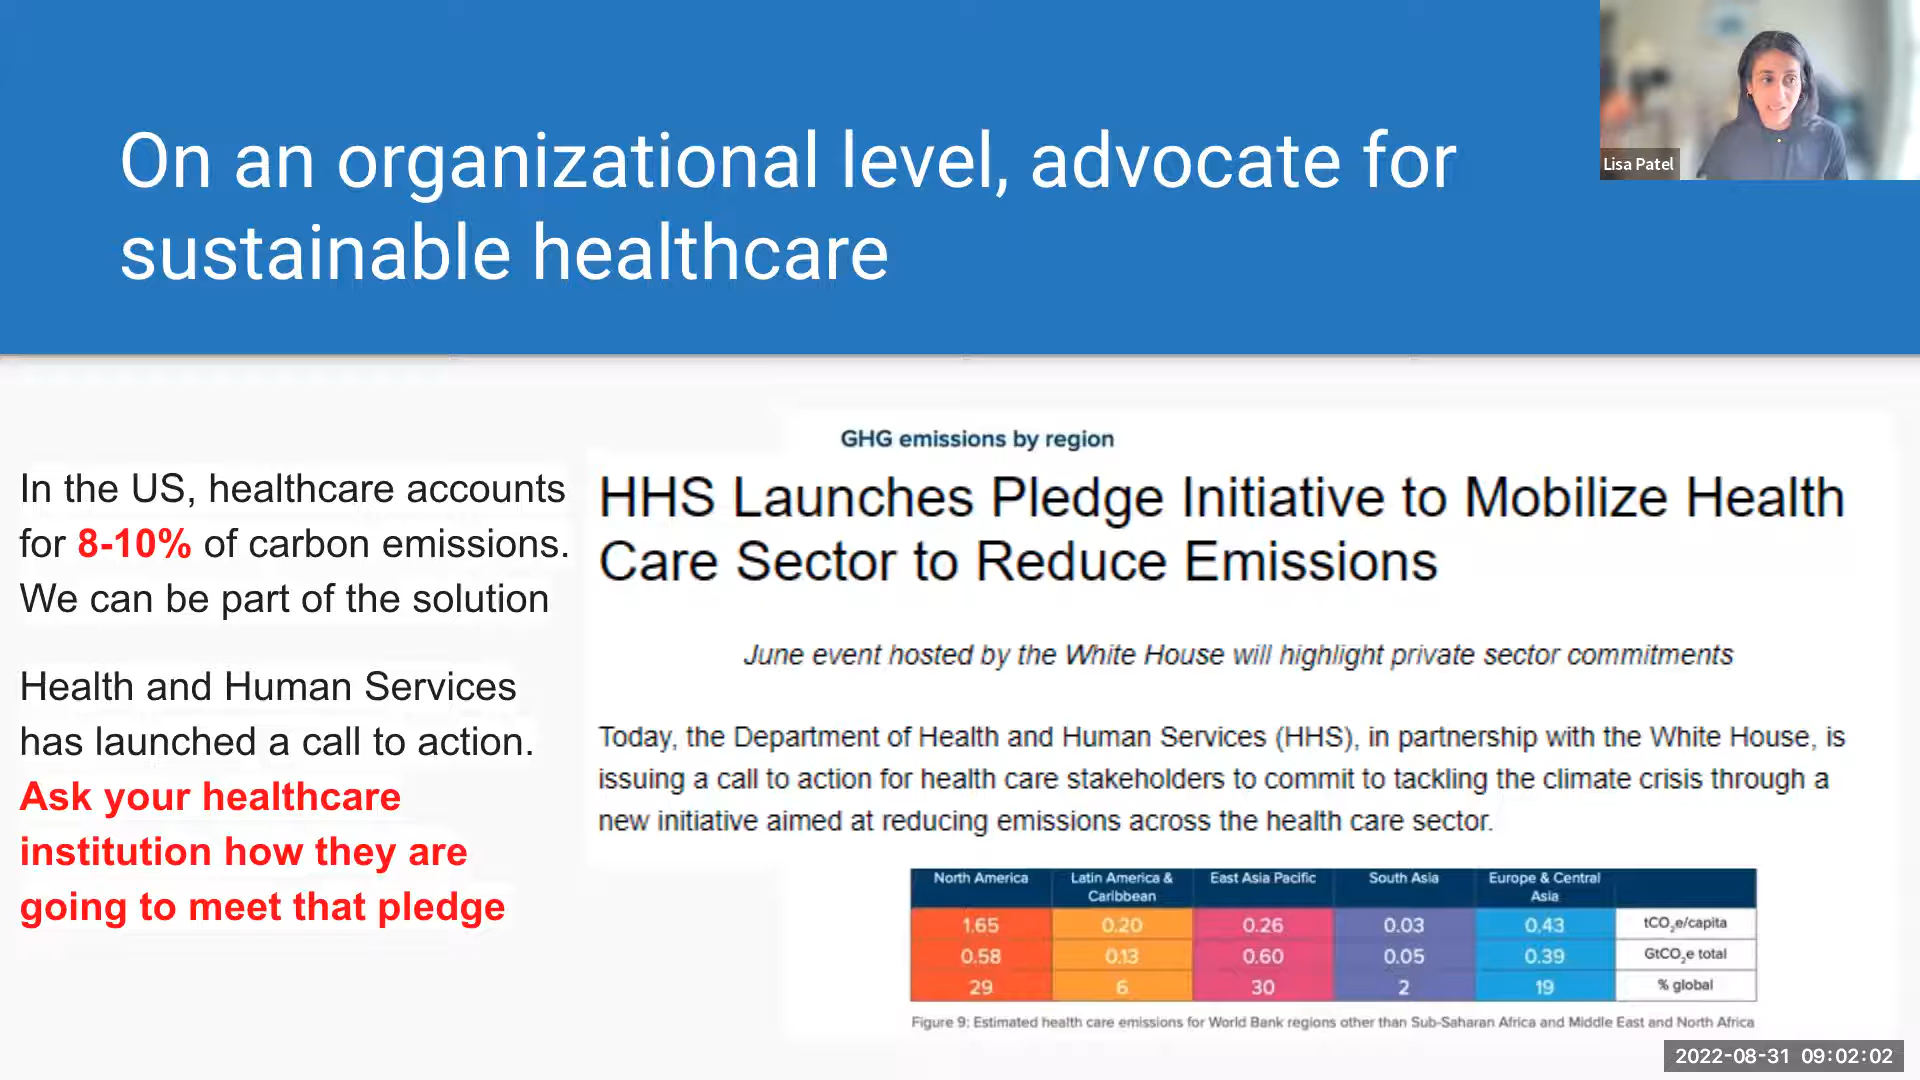 On an organizational level, advocate for
sustainable healthcare
Lisa Patel
In the US, healthcare accounts
for 8-10% of carbon emissions.
We can be part of the solution
Health and Human Services
has launched a call to action.
Ask your healthcare
institution how they are
going to meet that pledge
GHG emissions by region
HHS Launches Pledge Initiative to Mobilize Health
Care Sector to Reduce Emissions
June event hosted by the White House will highlight private sector commitments
Today, the Department of Health and Human Services (HHS), in partnership with the White House, is
issuing a call to action for health care stakeholders to commit to tackling the climate crisis through a
new initiative aimed at reducing emissions across the health care sector.
North America Latin America & East Asia Pacific South Asia Europe & Central
Caribbean Asia
1.65 0.20 0.26 0.03 0.43 tCO₂e/capita
0.58 0.13 0.60 0.05 0.39 GtCO₂e total
29 6 30 2 19 % global
Figure 9: Estimated health care emissions for World Bank regions other than Sub-Saharan Africa and Middle East and North Africa
2022-08-31 09:02:02